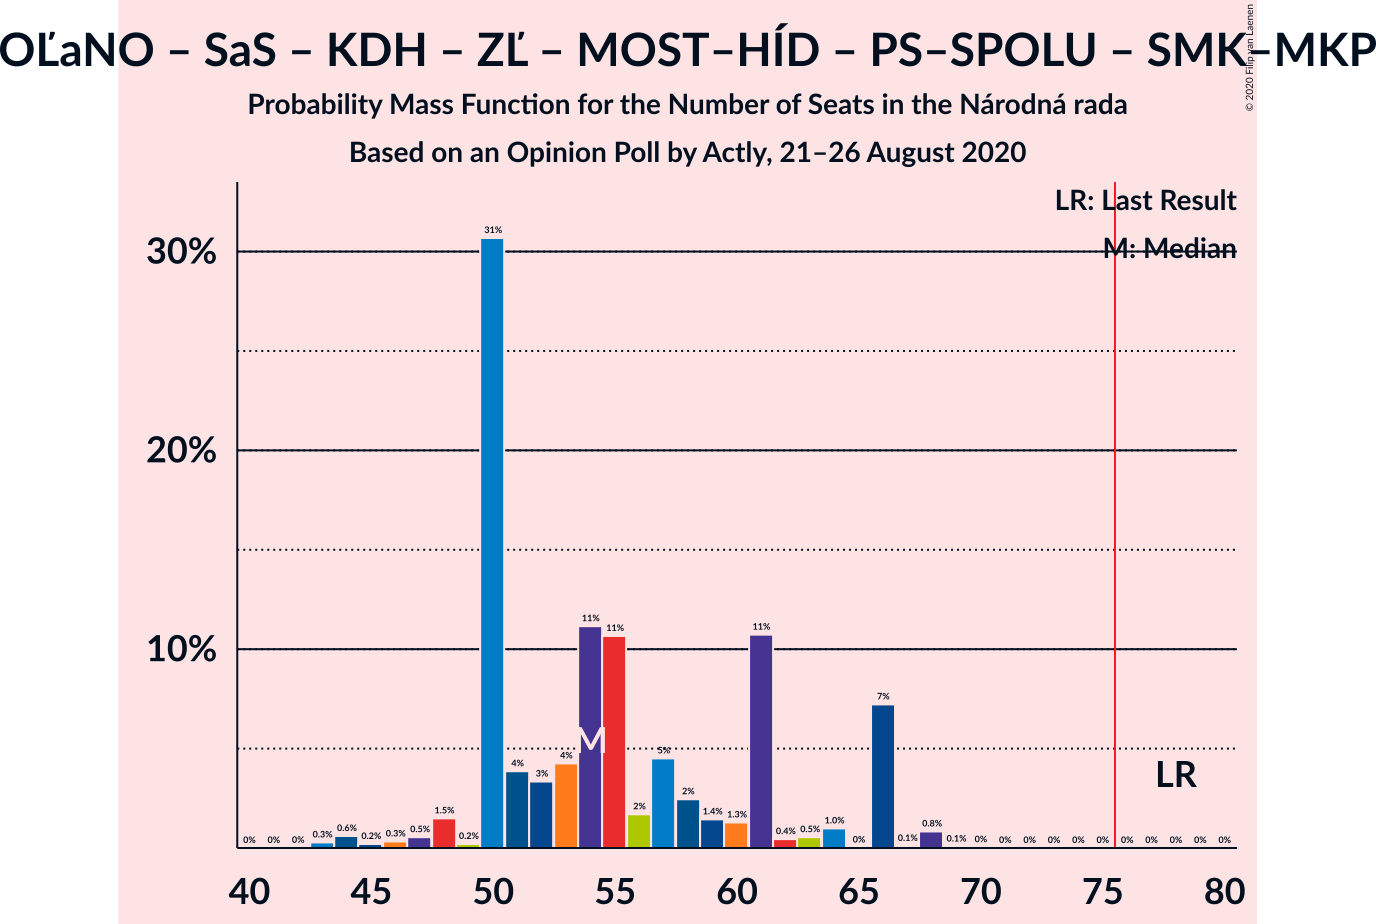 OĽaNO – SaS – KDH – ZĽ – MOST–HÍD – PS–SPOLU – SMK–MKP
© 2020 Filip van Laenen
Probability Mass Function for the Number of Seats in the Národná rada
Based on an Opinion Poll by Actly, 21–26 August 2020
LR: Last Result
M: Median
30%
20%
10%
0% 0% 0% 0.3% 0.6% 0.2% 0.3% 0.5% 1.5% 0.2% 31% 4% 3% 4% 11% 11% 2% 5% 2% 1.4% 1.3% 11% 0.4% 0.5% 1.0% 0% 7% 0.1% 0.8% 0.1% 0% 0% 0% 0% 0% 0% 0% 0% 0% 0% 0%
M
LR
40 45 50 55 60 65 70 75 80